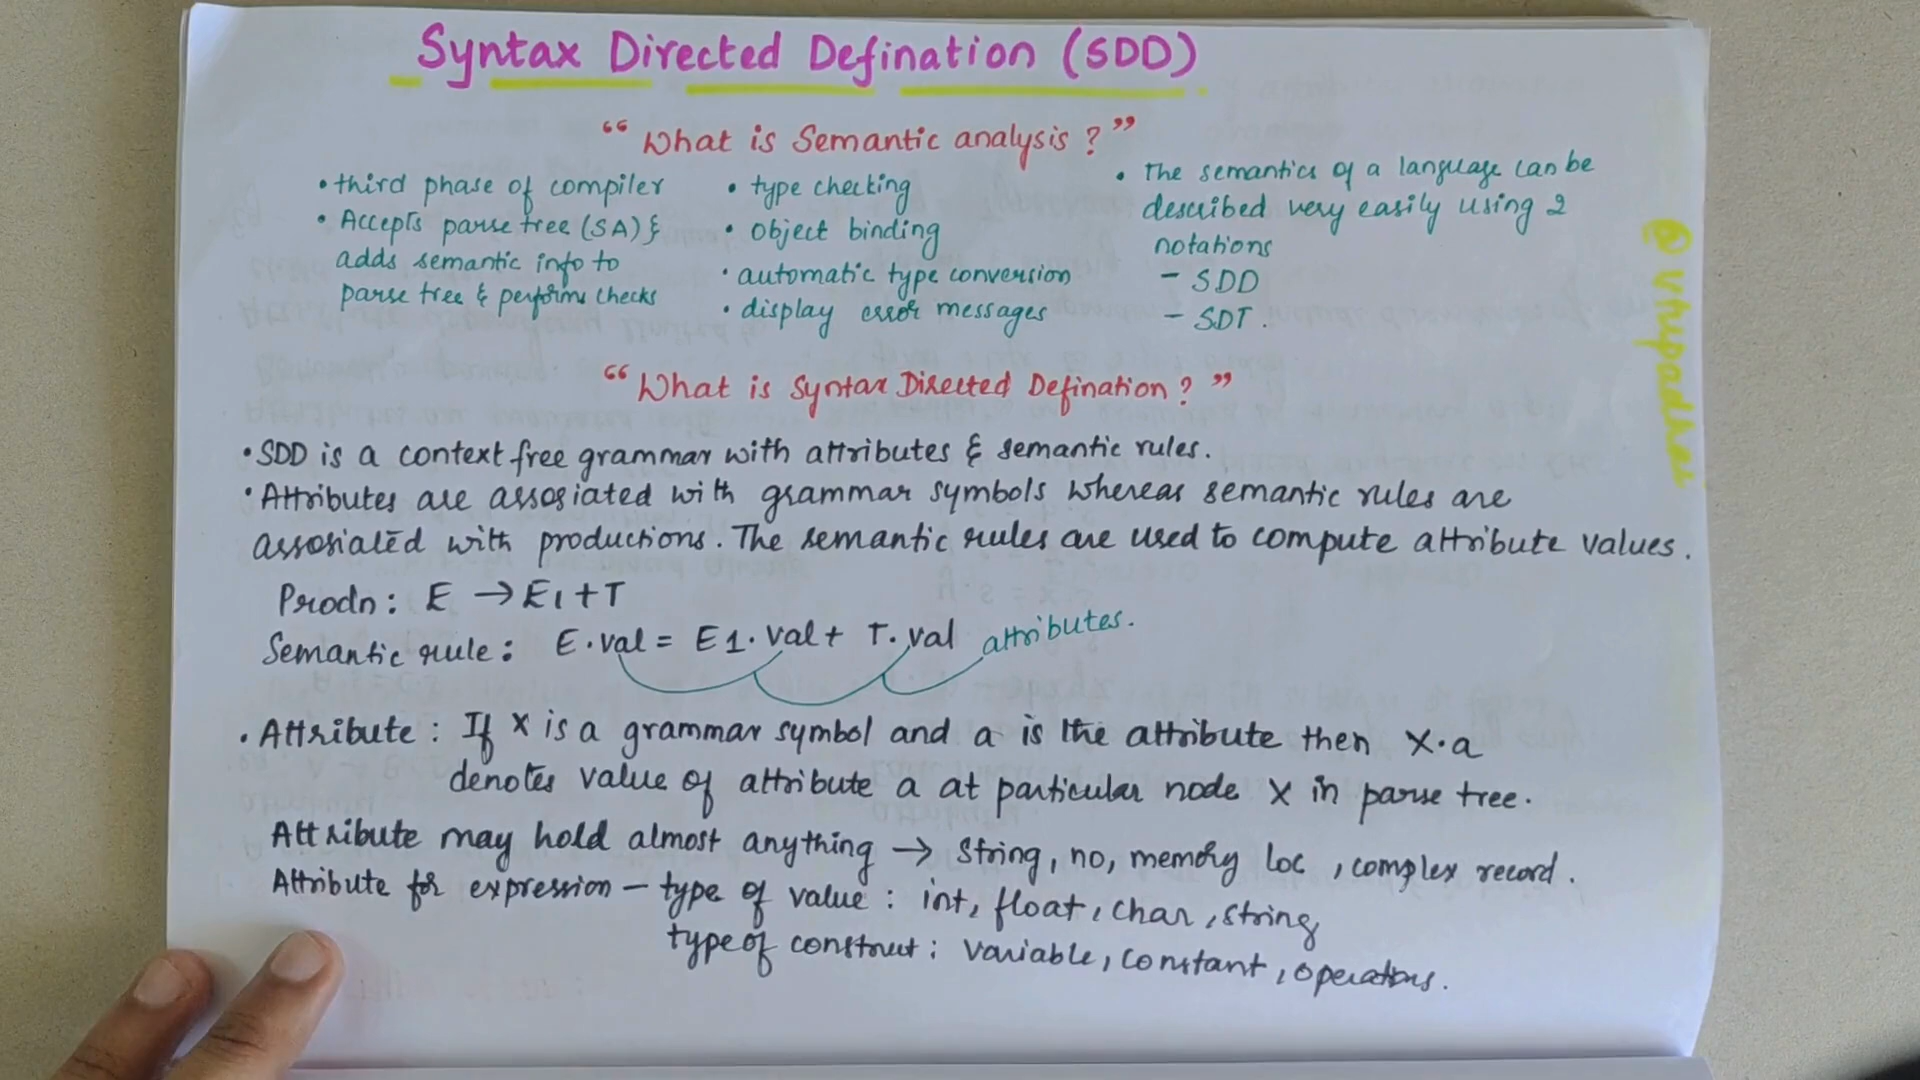 Syntax Directed Defination (SDD)
“What is Semantic analysis?”
• third phase of compiler
• Accepts parse tree (SA) &
adds semantic info to
parse tree & performs checks
• type checking
• object binding
• automatic type conversion
• display error messages
• The semantics of a language can be
described very easily using 2
notations
- SDD
- SDT.
“What is Syntax Directed Defination?”
• SDD is a context free grammar with attributes & semantic rules.
• Attributes are assosiated with grammar symbols whereas semantic rules are
assosiated with productions. The semantic rules are used to compute attribute values.
Prodn: E → E1 + T
Semantic rule: E.val = E1.val + T.val attributes.
• Attribute: If X is a grammar symbol and a is the attribute then X.a
denotes value of attribute a at particular node X in parse tree.
Attribute may hold almost anything → string, no, memory loc, complex record.
Attribute for expression - type of value: int, float, char, string
type of construct: variable, constant, operations.
@ vtupadhai